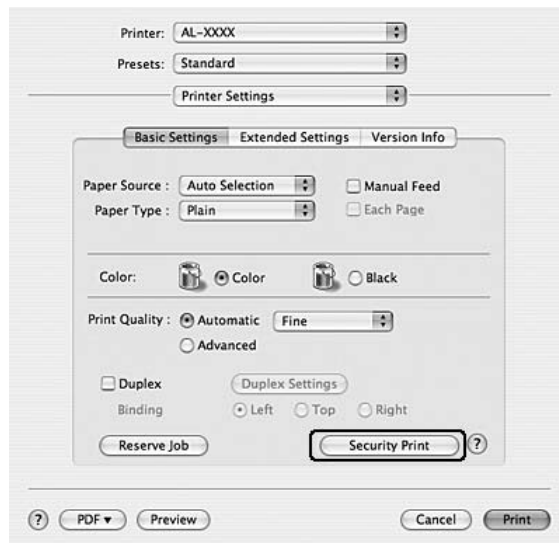 Printer: AL-XXXX
Presets: Standard
Printer Settings
Basic Settings Extended Settings Version Info
Paper Source : Auto Selection Manual Feed
Paper Type : Plain Each Page
Color: Color Black
Print Quality : Automatic Fine
Advanced
Duplex Duplex Settings
Binding Left Top Right
Reserve Job Security Print ?
? PDF ▾ Preview Cancel Print